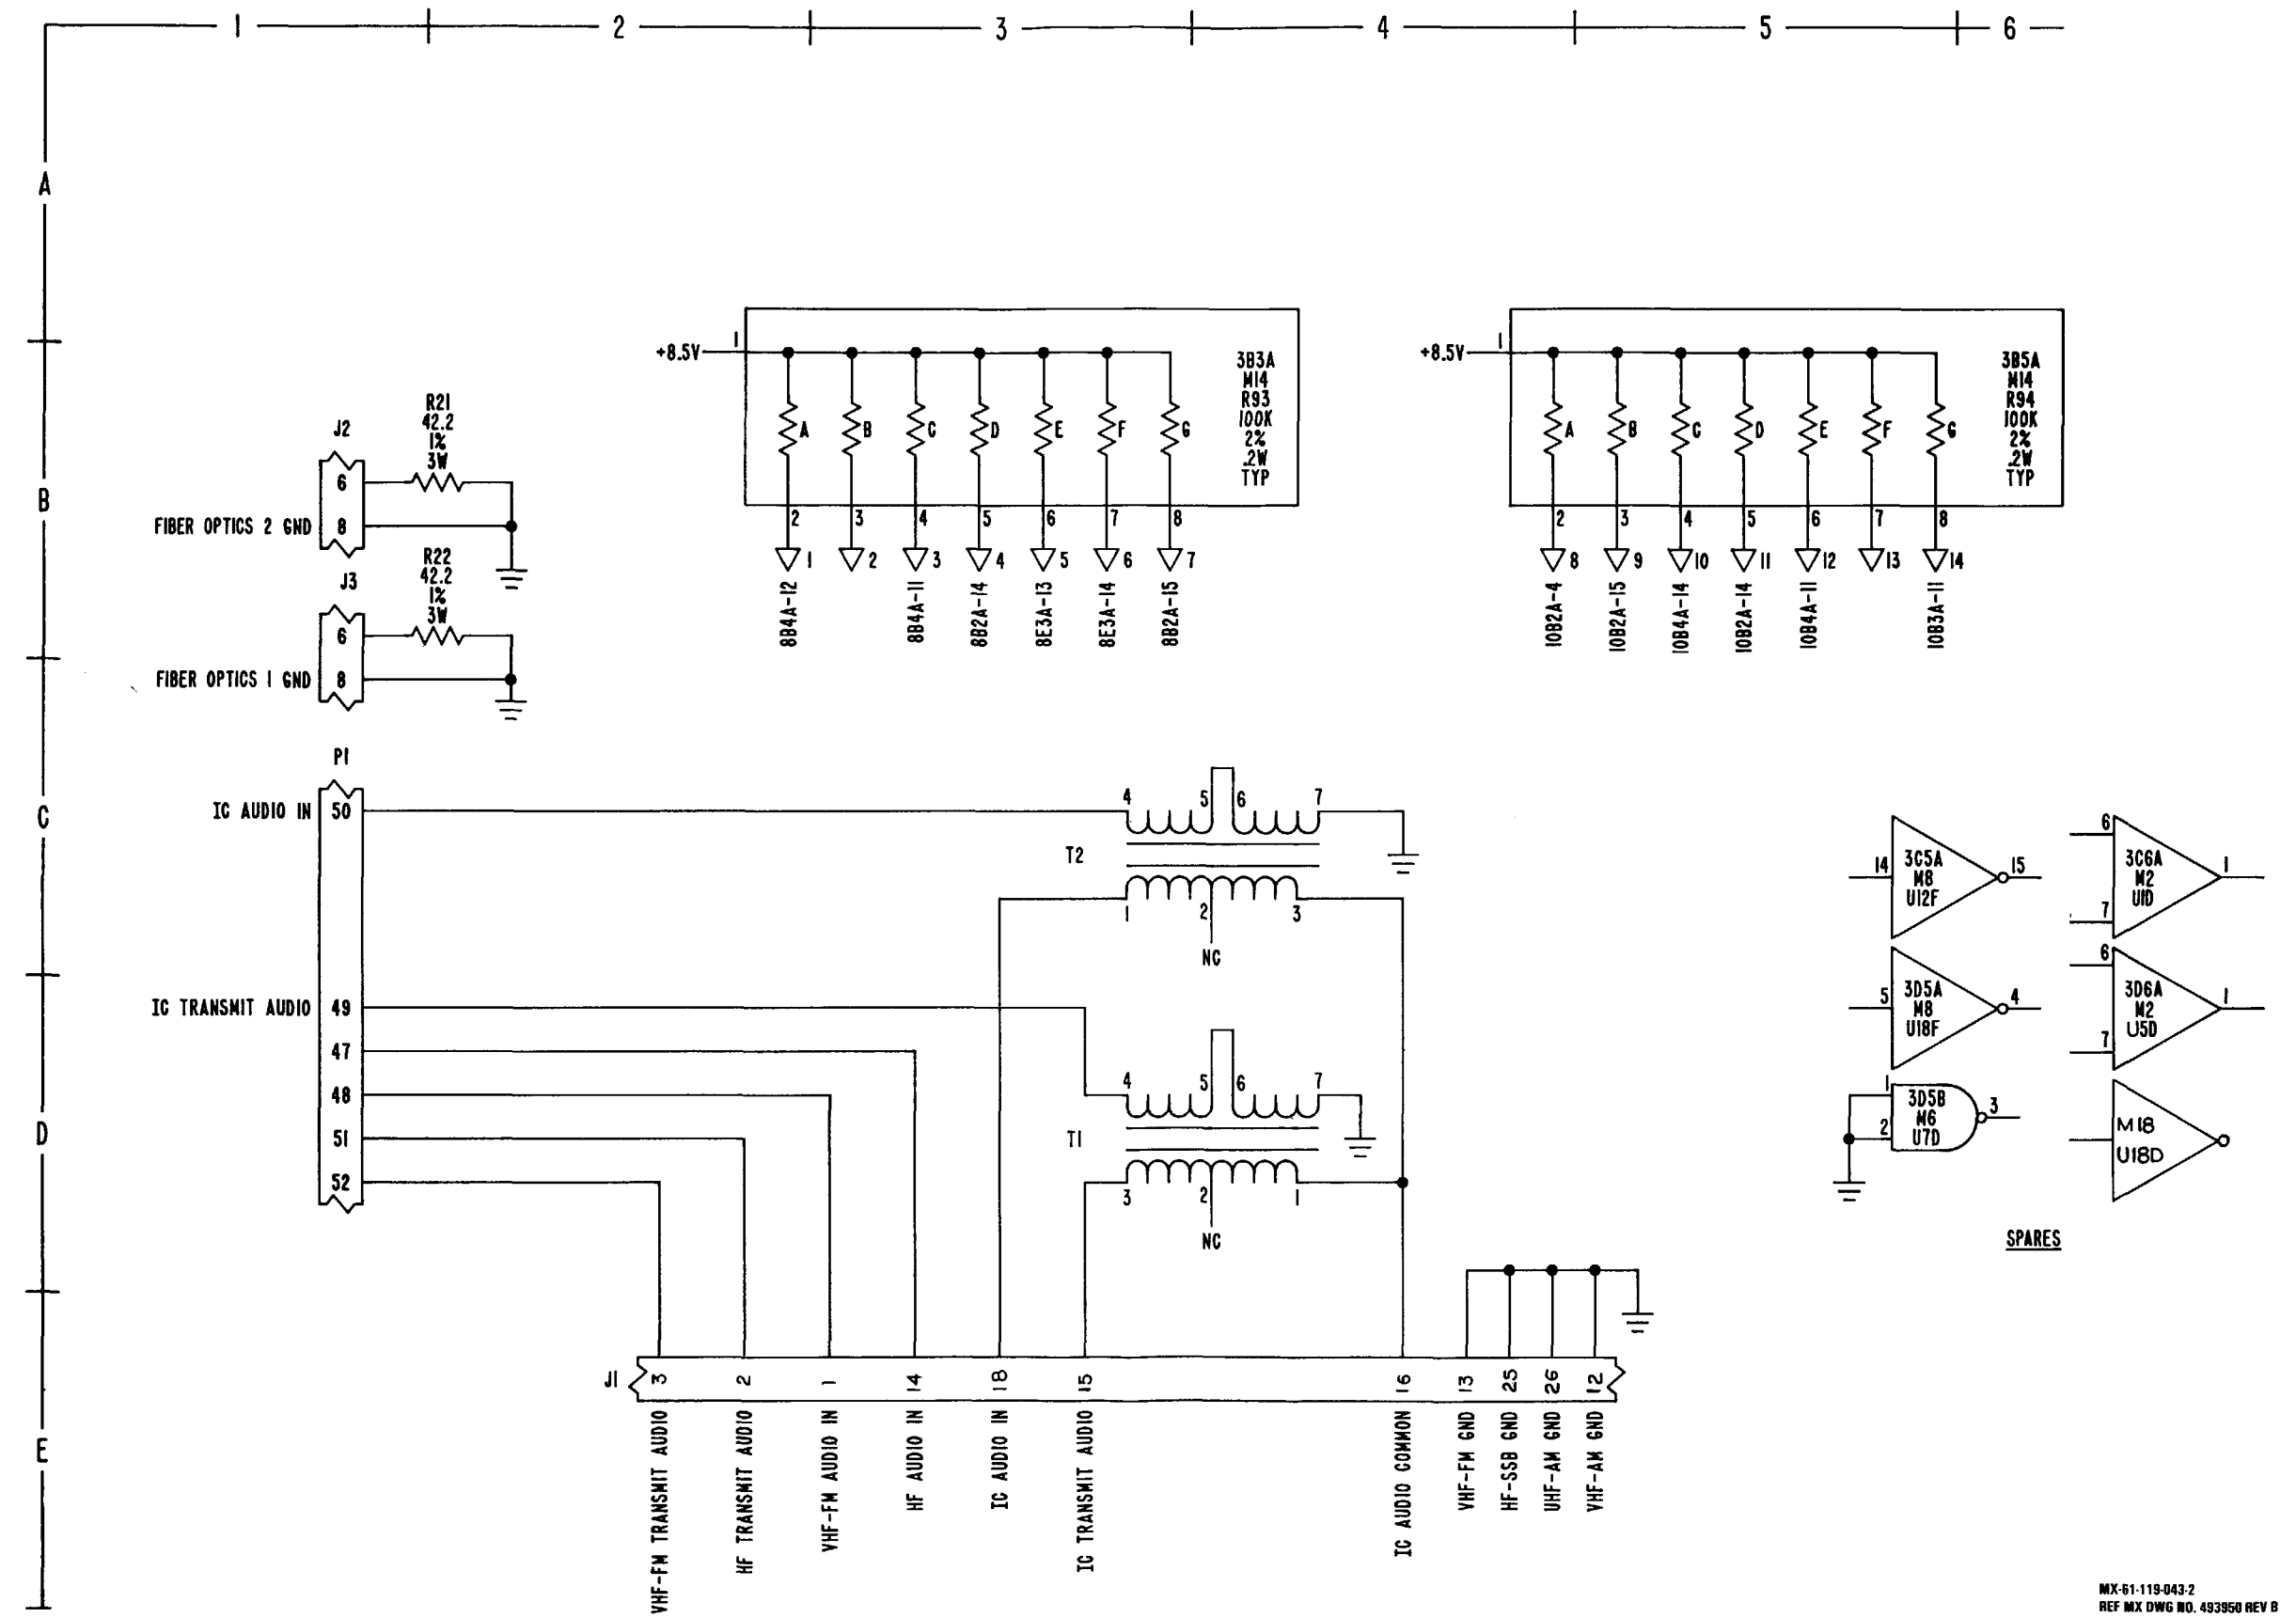 1 2 3 4 5 6
A
B
C
D
E
+8.5V
1
A B C D E F G
3B3A
M14
R93
100K
2%
.2W
TYP
2 3 4 5 6 7 8
1 2 3 4 5 6 7
8B4A-12
8B4A-11
8B2A-14
8E3A-13
8E3A-14
8B2A-15
+8.5V
1
A B C D E F G
3B5A
M14
R94
100K
2%
.2W
TYP
2 3 4 5 6 7 8
8 9 10 11 12 13 14
10B2A-4
10B2A-15
10B4A-14
10B2A-14
10B4A-11
10B3A-11
J2
R21
42.2
1%
3W
6
FIBER OPTICS 2 GND 8
J3
R22
42.2
1%
3W
6
FIBER OPTICS 1 GND 8
P1
IC AUDIO IN 50
IC TRANSMIT AUDIO 49
47
48
51
52
4 5 6 7
T2
1 2 3
NC
4 5 6 7
T1
3 2 1
NC
14 3C5A 15
M8
U12F
6
7
3C6A 1
M2
U1D
5 3D5A 4
M8
U18F
6
7
3D6A 1
M2
U5D
1
2
3D5B 3
M6
U7D
M18
U18D
SPARES
J1
3 2 1 14 18 15 16 13 25 26 12
VHF-FM TRANSMIT AUDIO
HF TRANSMIT AUDIO
VHF-FM AUDIO IN
HF AUDIO IN
IC AUDIO IN
IC TRANSMIT AUDIO
IC AUDIO COMMON
VHF-FM GND
HF-SSB GND
UHF-AM GND
VHF-AM GND
MX-61-119-043-2
REF MX DWG NO. 493950 REV B